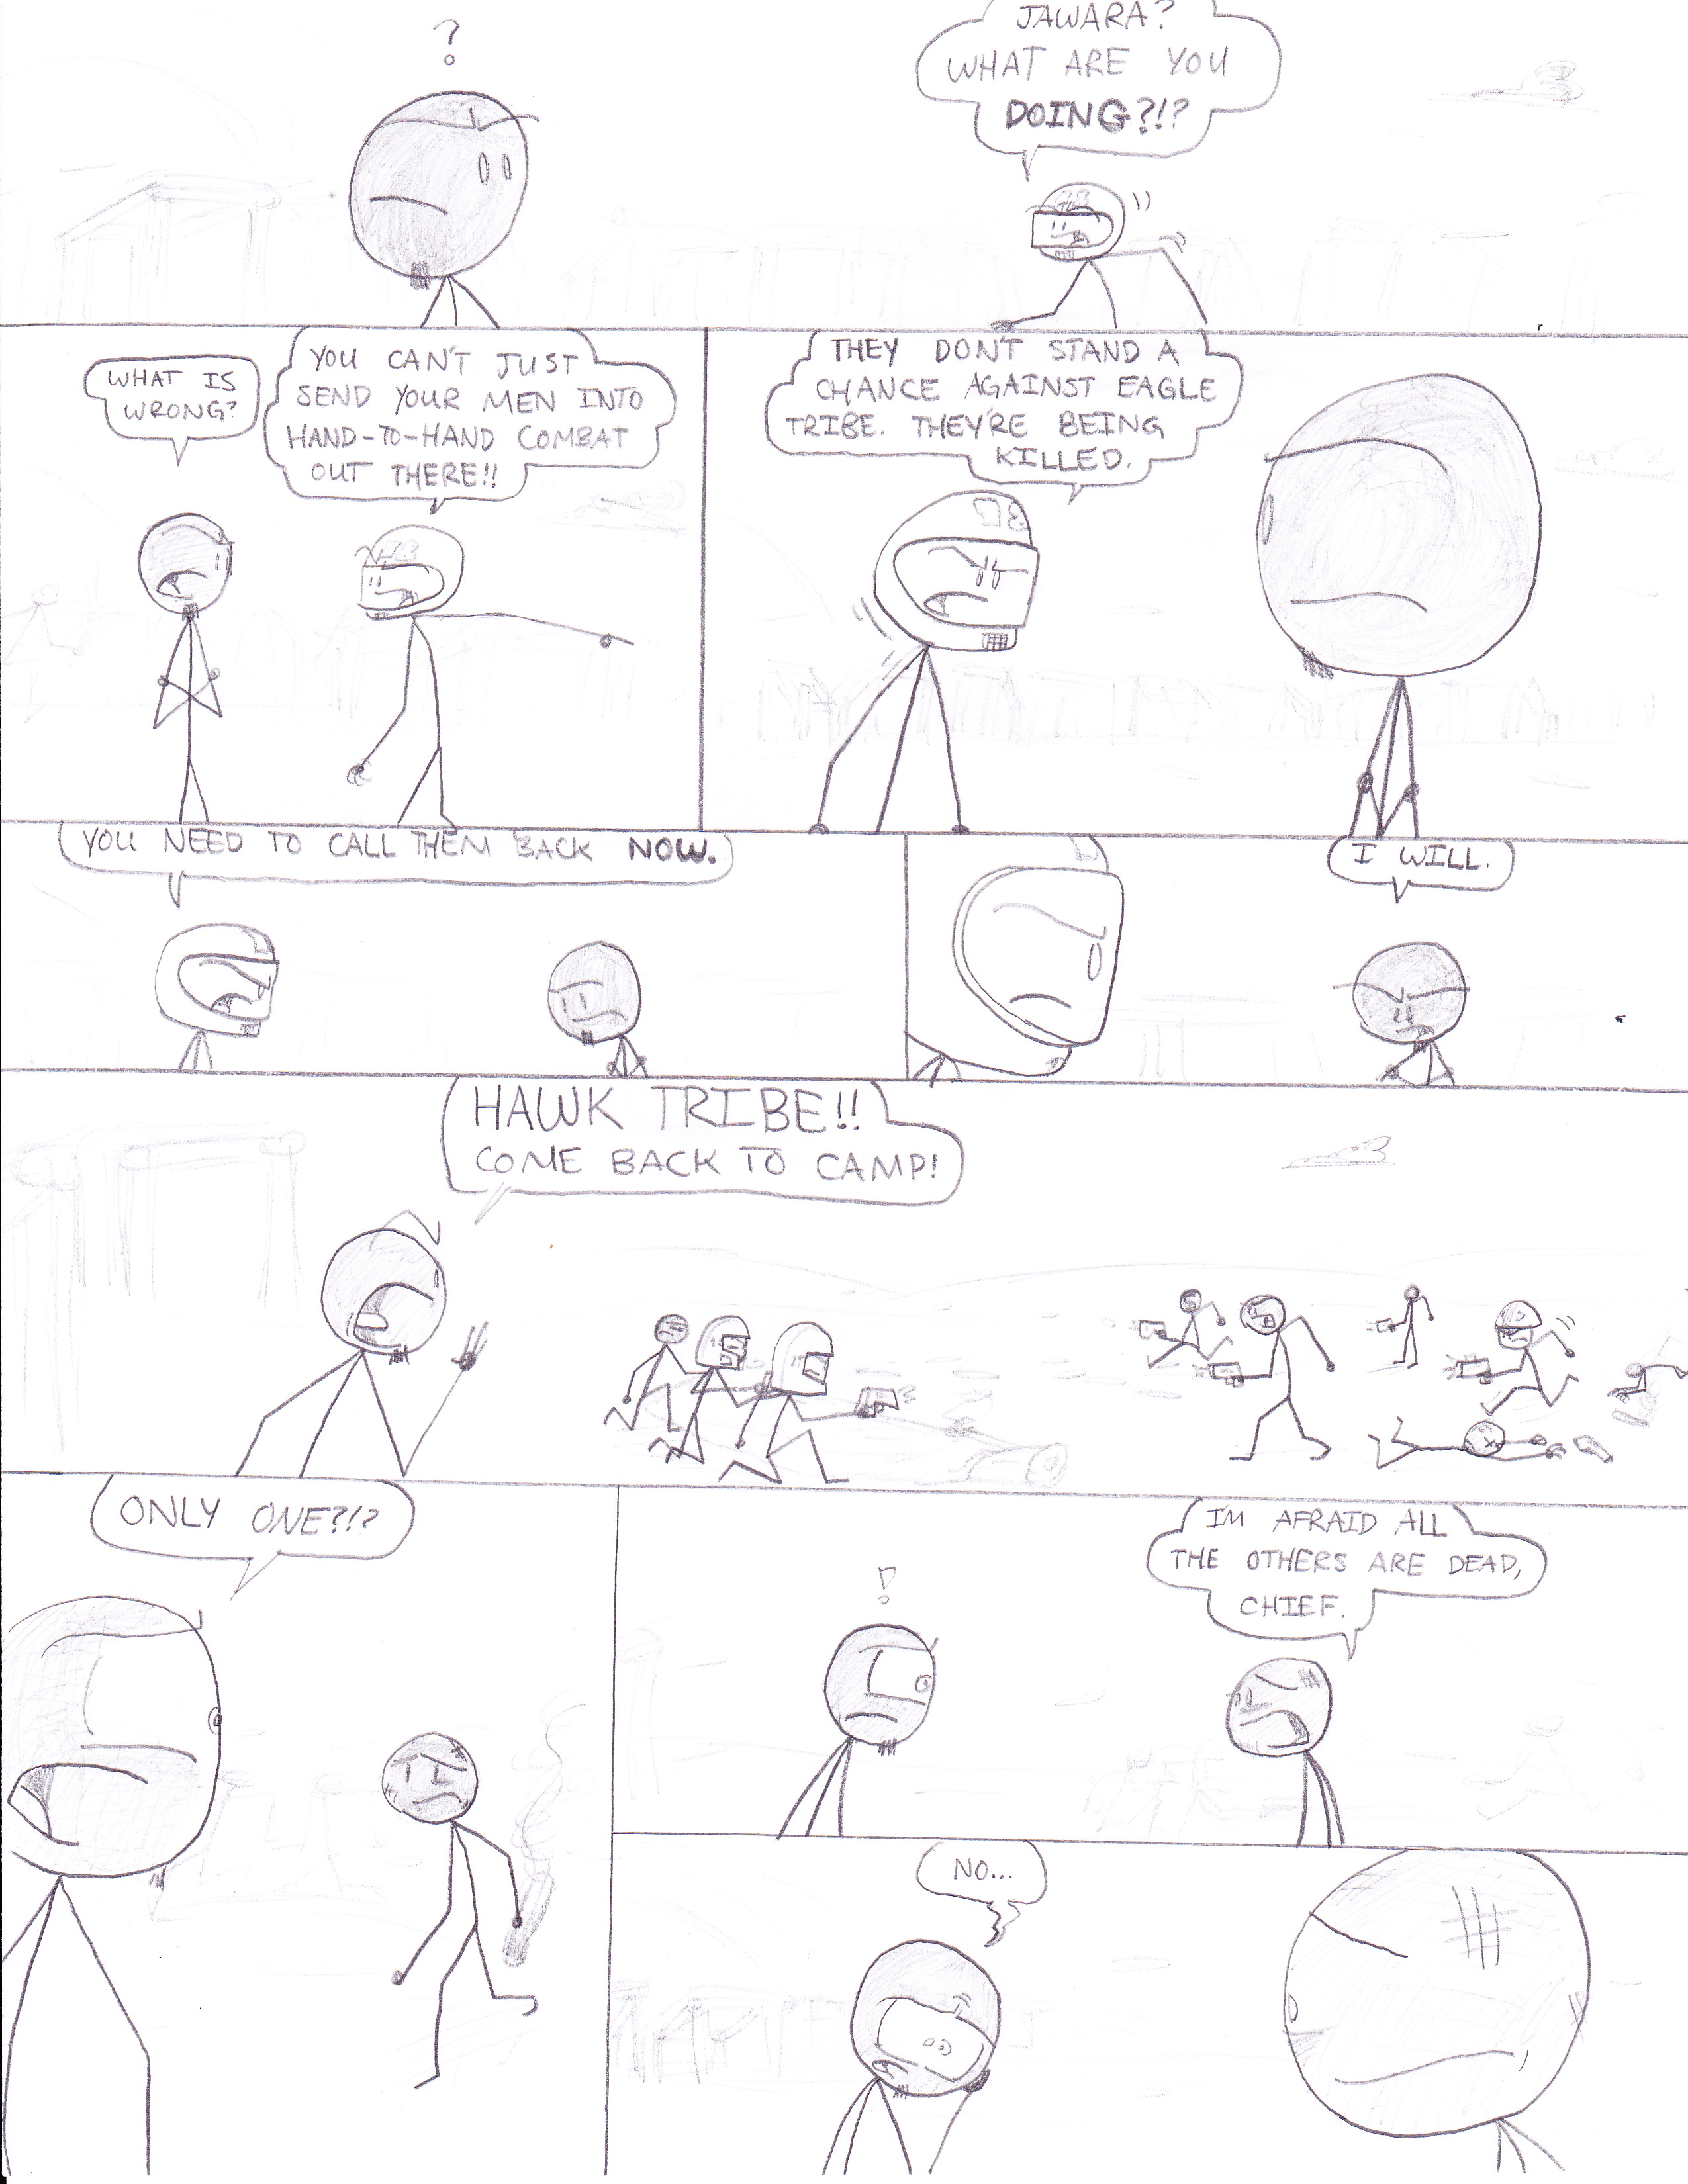 ?
JAWARA?
WHAT ARE YOU
DOING?!?
WHAT IS
WRONG?
YOU CAN'T JUST
SEND YOUR MEN INTO
HAND-TO-HAND COMBAT
OUT THERE!!
THEY DON'T STAND A
CHANCE AGAINST EAGLE
TRIBE. THEY'RE BEING
KILLED.
YOU NEED TO CALL THEM BACK NOW.
I WILL.
HAWK TRIBE!!
COME BACK TO CAMP!
ONLY ONE?!?
!
I'M AFRAID ALL
THE OTHERS ARE DEAD,
CHIEF.
NO...